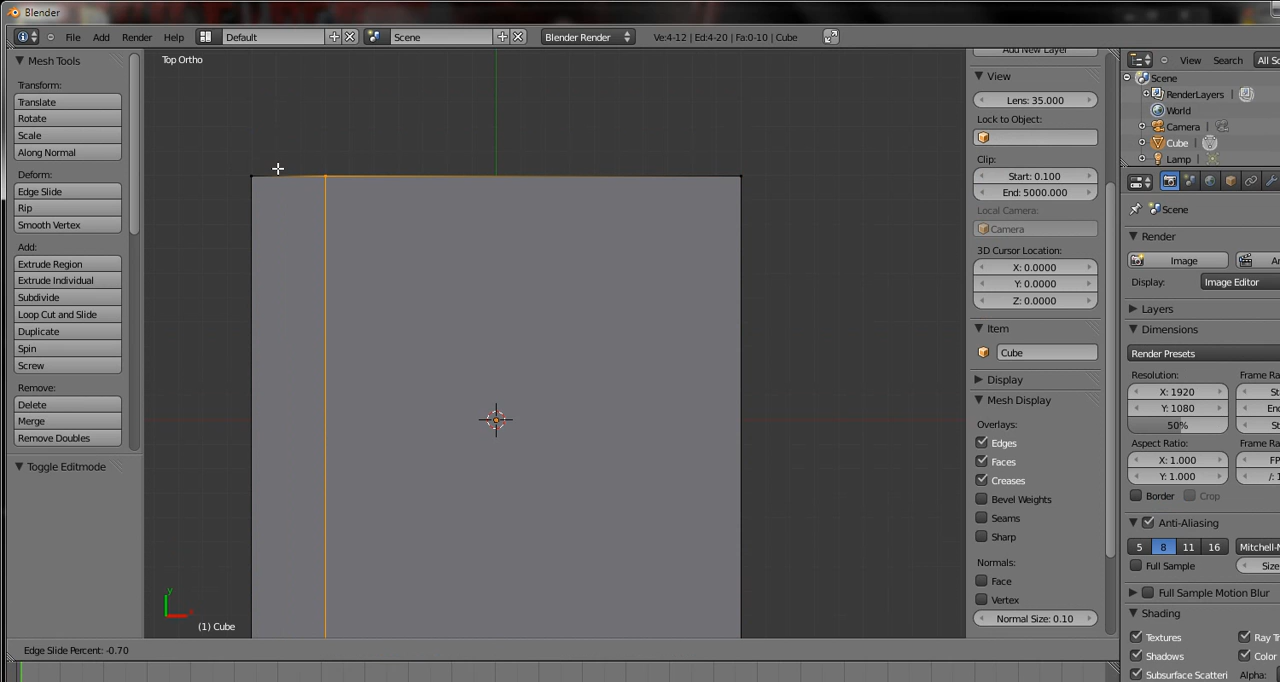 Blender
File Add Render Help Default Scene Blender Render Ve:4-12 | Ed:4-20 | Fa:0-10 | Cube
Mesh Tools
Transform:
Translate
Rotate
Scale
Along Normal
Deform:
Edge Slide
Rip
Smooth Vertex
Add:
Extrude Region
Extrude Individual
Subdivide
Loop Cut and Slide
Duplicate
Spin
Screw
Remove:
Delete
Merge
Remove Doubles
Toggle Editmode
Top Ortho
y
(1) Cube
Edge Slide Percent: -0.70
Add New Layer
View
Lens: 35.000
Lock to Object:
Clip:
Start: 0.100
End: 5000.000
Local Camera:
Camera
3D Cursor Location:
X: 0.0000
Y: 0.0000
Z: 0.0000
Item
Cube
Display
Mesh Display
Overlays:
Edges
Faces
Creases
Bevel Weights
Seams
Sharp
Normals:
Face
Vertex
Normal Size: 0.10
View Search All Sc
Scene
RenderLayers |
World
Camera |
Cube |
Lamp |
Scene
Render
Image An
Display: Image Editor
Layers
Dimensions
Render Presets
Resolution: Frame Ra
X: 1920 St
Y: 1080 End
50% St
Aspect Ratio: Frame Ra
X: 1.000 FP
Y: 1.000 /: 1
Border Crop
Anti-Aliasing
5 8 11 16 Mitchell-N
Full Sample Size
Full Sample Motion Blur
Shading
Textures Ray T
Shadows Color
Subsurface Scatteri Alpha: